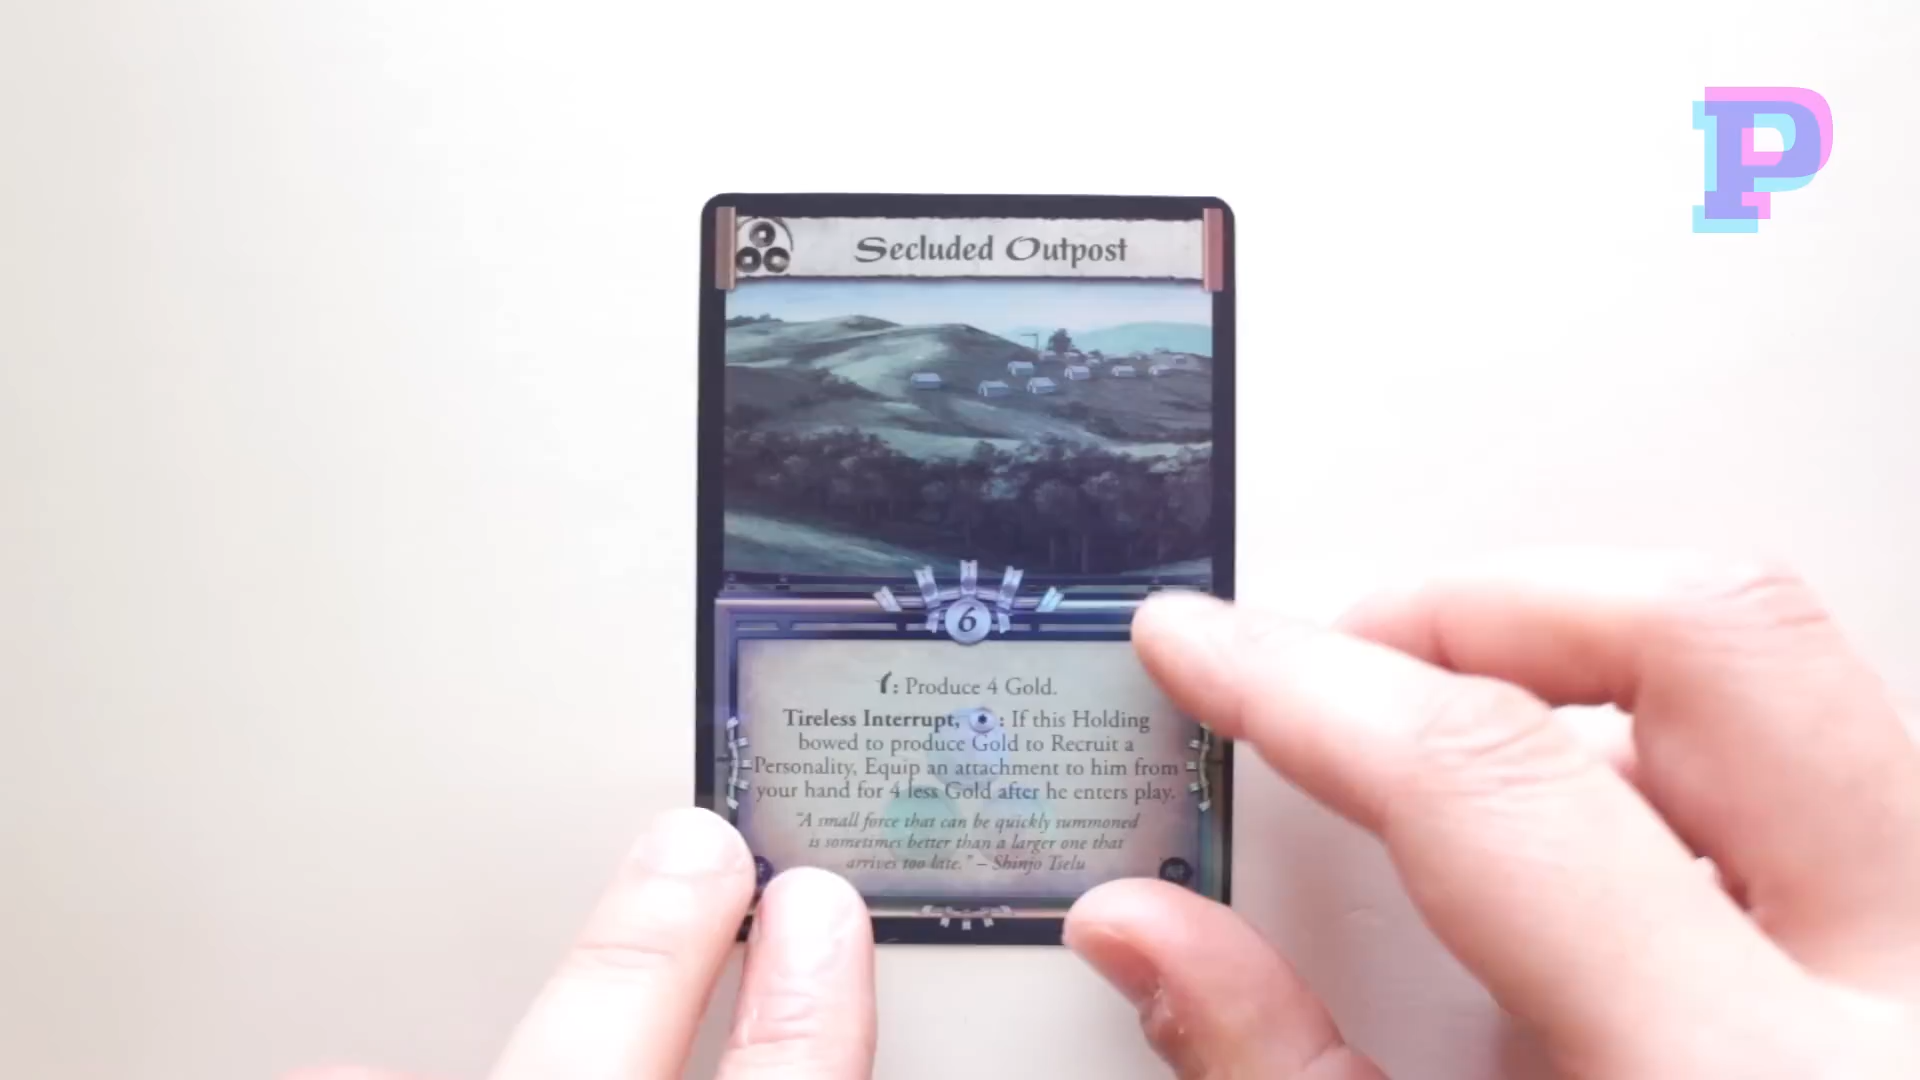 P
Secluded Outpost
6
: Produce 4 Gold.
Tireless Interrupt, : If this Holding
bowed to produce Gold to Recruit a
Personality, Equip an attachment to him from
your hand for 4 less Gold after he enters play.
"A small force that can be quickly summoned
is sometimes better than a larger one that
arrives too late." – Shinjo Tselu